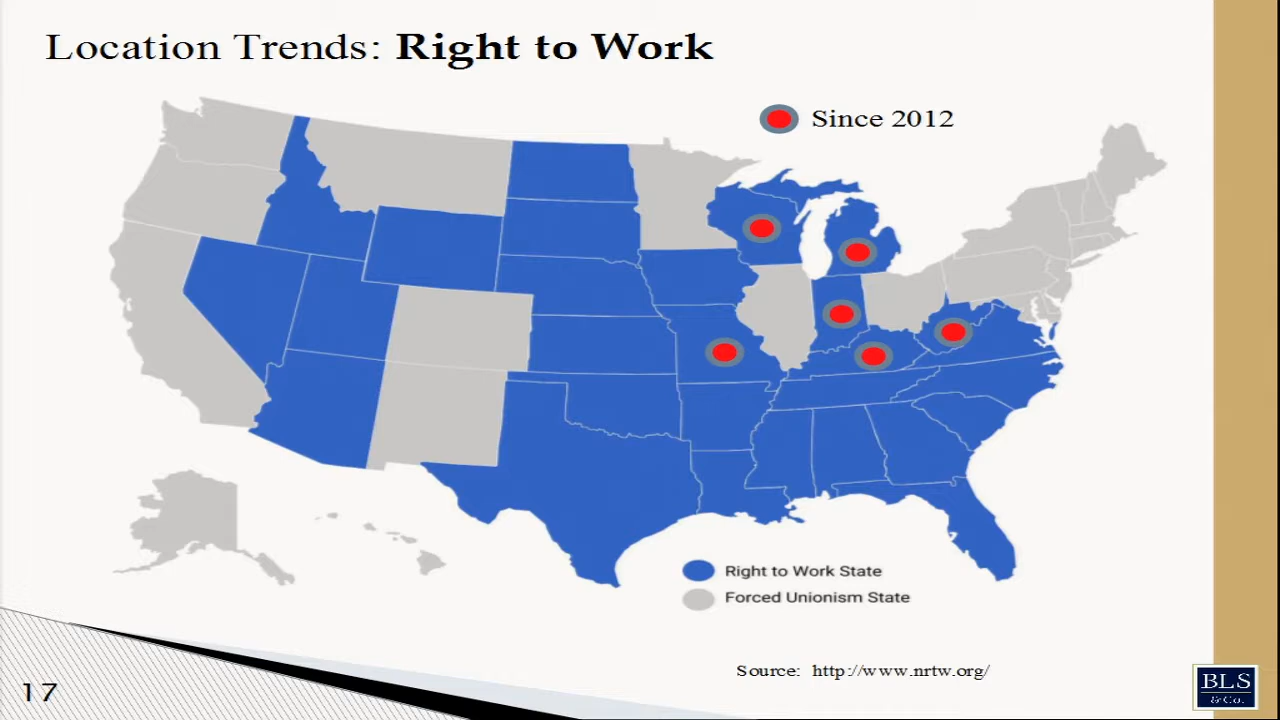 Location Trends: Right to Work
Since 2012
Right to Work State
Forced Unionism State
Source: http://www.nrtw.org/
17
BLS
& Co.